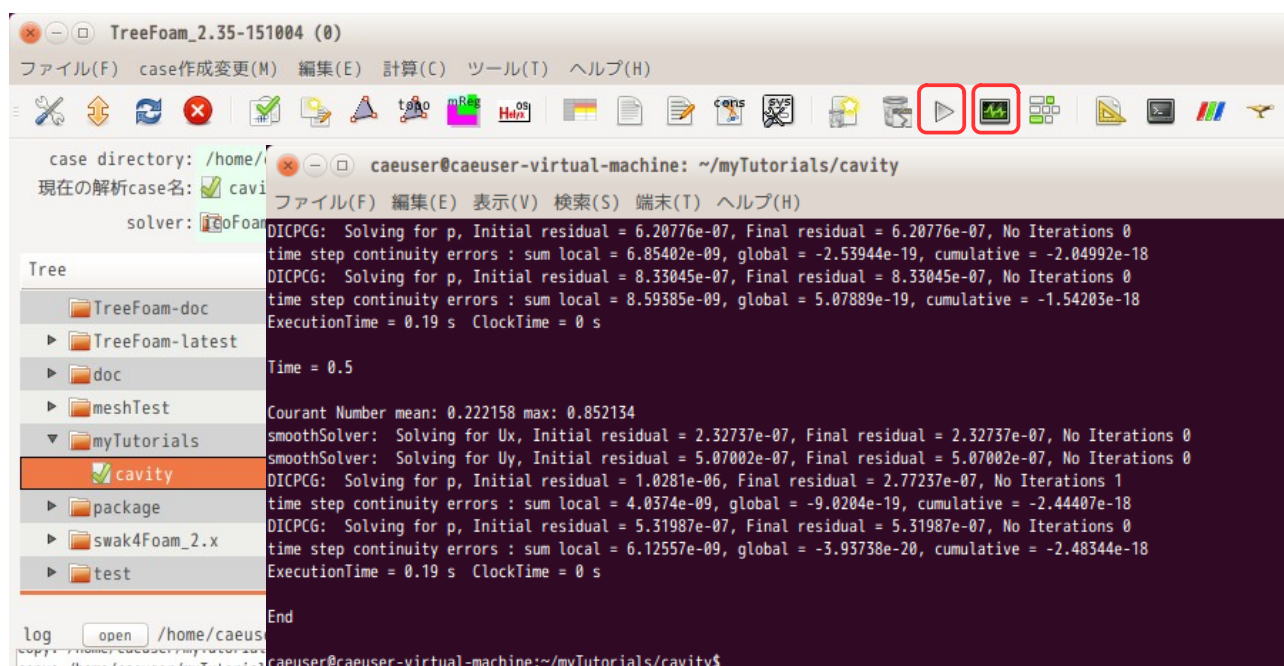 TreeFoam_2.35-151004 (0)
ファイル(F) case作成変更(M) 編集(E) 計算(C) ツール(T) ヘルプ(H)
topo mReg OS Helyx cons sys
case directory: /home/
現在の解析case名: cavi
solver: icoFoam
Tree
TreeFoam-doc
TreeFoam-latest
doc
meshTest
myTutorials
cavity
package
swak4Foam_2.x
test
log open /home/caeus
copy: /home/caeuser/myTutorial
caeuser@caeuser-virtual-machine: ~/myTutorials/cavity
ファイル(F) 編集(E) 表示(V) 検索(S) 端末(T) ヘルプ(H)
DICPCG: Solving for p, Initial residual = 6.20776e-07, Final residual = 6.20776e-07, No Iterations 0
time step continuity errors : sum local = 6.85402e-09, global = -2.53944e-19, cumulative = -2.04992e-18
DICPCG: Solving for p, Initial residual = 8.33045e-07, Final residual = 8.33045e-07, No Iterations 0
time step continuity errors : sum local = 8.59385e-09, global = 5.07889e-19, cumulative = -1.54203e-18
ExecutionTime = 0.19 s ClockTime = 0 s
Time = 0.5
Courant Number mean: 0.222158 max: 0.852134
smoothSolver: Solving for Ux, Initial residual = 2.32737e-07, Final residual = 2.32737e-07, No Iterations 0
smoothSolver: Solving for Uy, Initial residual = 5.07002e-07, Final residual = 5.07002e-07, No Iterations 0
DICPCG: Solving for p, Initial residual = 1.0281e-06, Final residual = 2.77237e-07, No Iterations 1
time step continuity errors : sum local = 4.0374e-09, global = -9.0204e-19, cumulative = -2.44407e-18
DICPCG: Solving for p, Initial residual = 5.31987e-07, Final residual = 5.31987e-07, No Iterations 0
time step continuity errors : sum local = 6.12557e-09, global = -3.93738e-20, cumulative = -2.48344e-18
ExecutionTime = 0.19 s ClockTime = 0 s
End
caeuser@caeuser-virtual-machine:~/myTutorials/cavity$